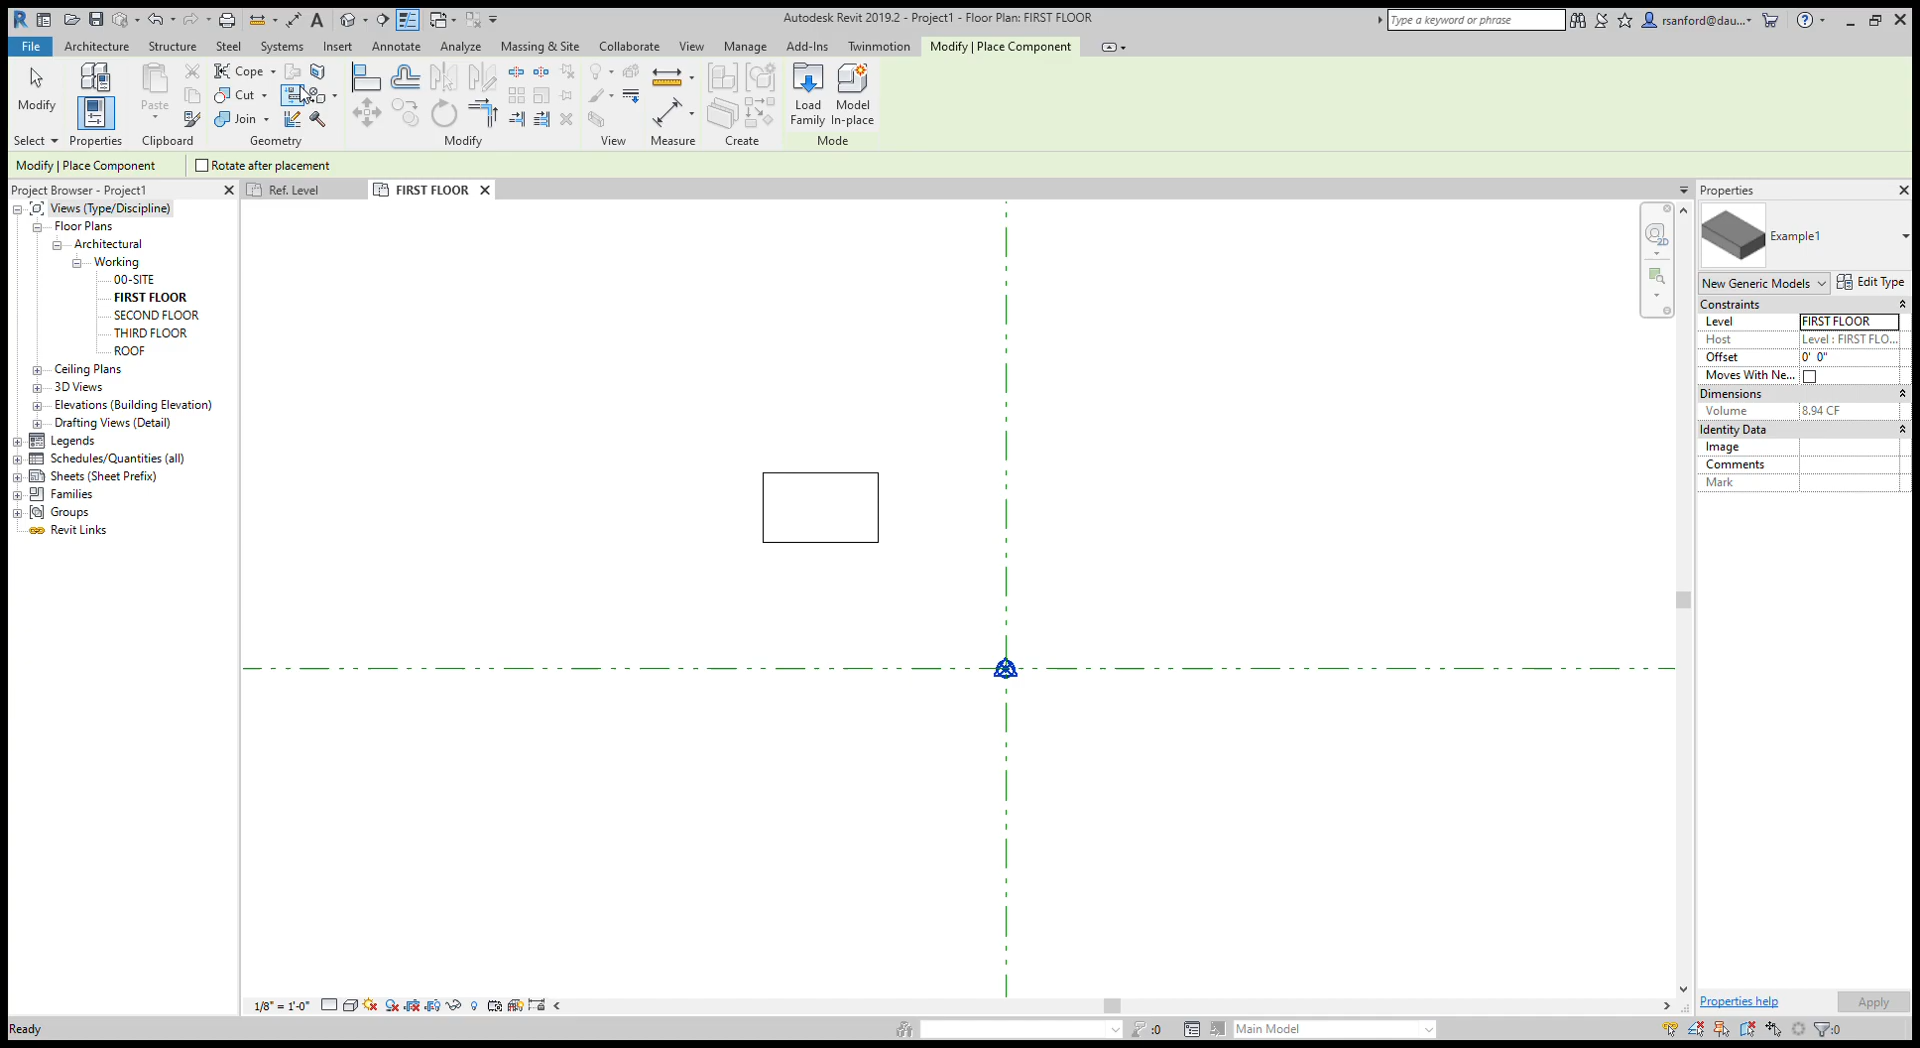 Autodesk Revit 2019.2 - Project1 - Floor Plan: FIRST FLOOR
Type a keyword or phrase
rsanford@dau...
File Architecture Structure Steel Systems Insert Annotate Analyze Massing & Site Collaborate View Manage Add-Ins Twinmotion Modify | Place Component
Modify
Paste
Cope
Cut
Join
Load Family
Model In-place
Select Properties Clipboard Geometry Modify View Measure Create Mode
Modify | Place Component
Rotate after placement
Project Browser - Project1
Views (Type/Discipline)
Floor Plans
Architectural
Working
00-SITE
FIRST FLOOR
SECOND FLOOR
THIRD FLOOR
ROOF
Ceiling Plans
3D Views
Elevations (Building Elevation)
Drafting Views (Detail)
Legends
Schedules/Quantities (all)
Sheets (Sheet Prefix)
Families
Groups
Revit Links
Ref. Level
FIRST FLOOR
2D
Properties
Example1
New Generic Models
Edit Type
Constraints
Level FIRST FLOOR
Host Level : FIRST FLO...
Offset 0' 0"
Moves With Ne...
Dimensions
Volume 8.94 CF
Identity Data
Image
Comments
Mark
Properties help
Apply
1/8" = 1'-0"
Ready
:0
Main Model
:0